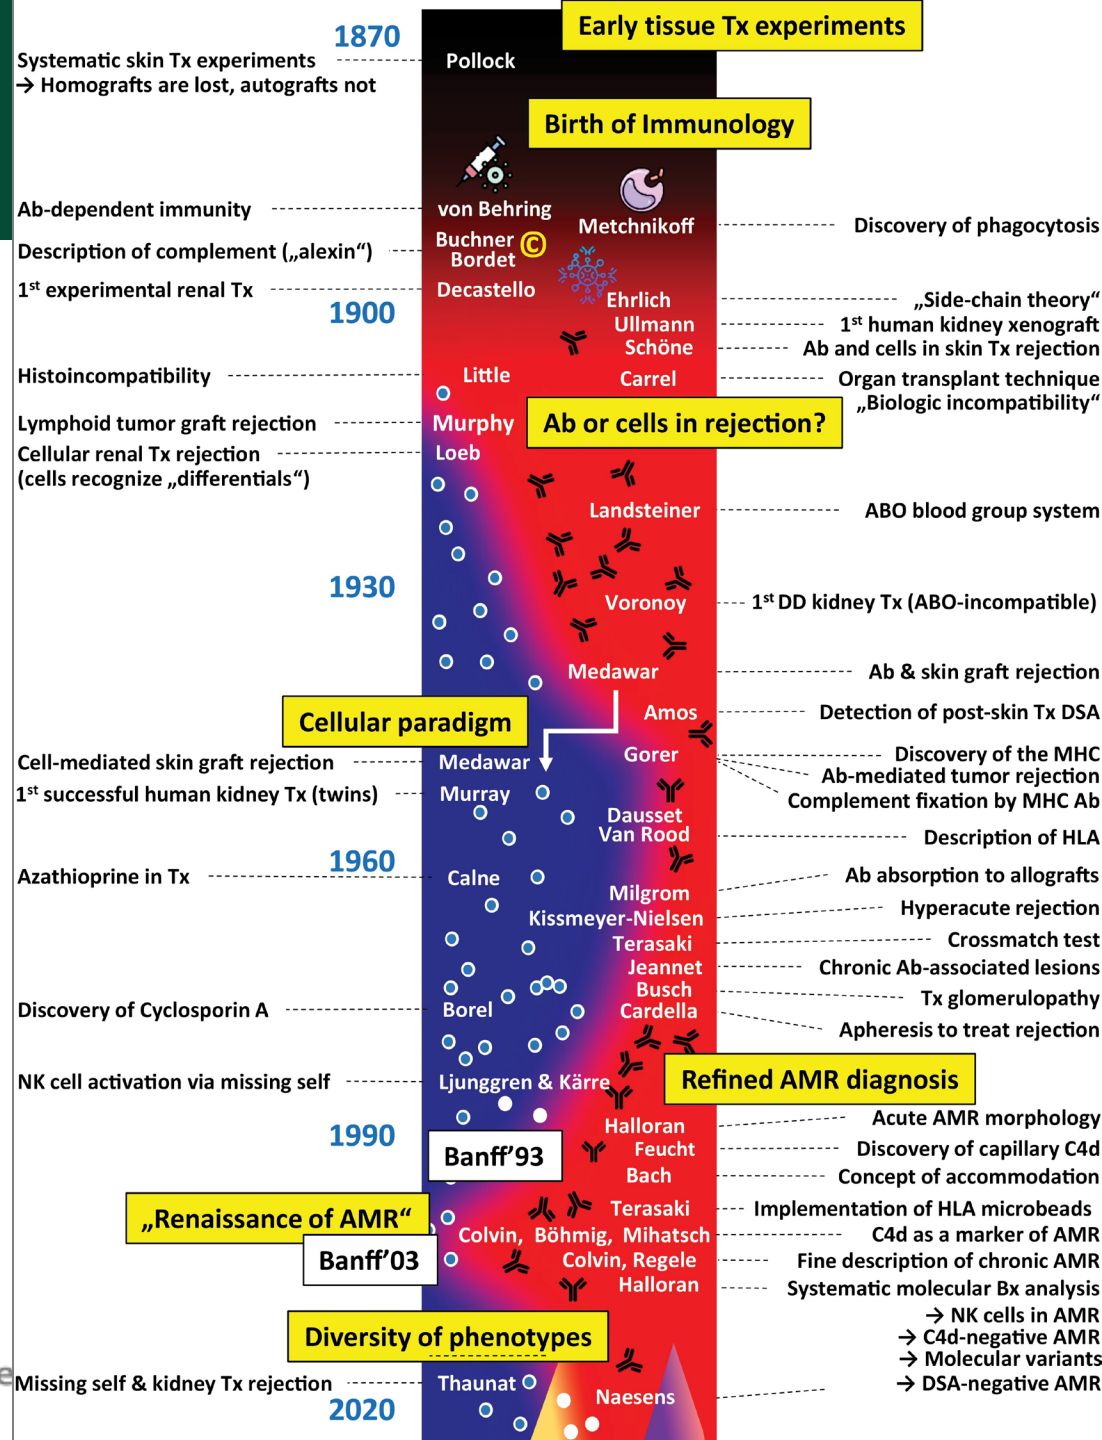 Early tissue Tx experiments
1870
Systematic skin Tx experiments
Pollock
→ Homografts are lost, autografts not
Birth of Immunology
Ab-dependent immunity
von Behring
Metchnikoff
Discovery of phagocytosis
Description of complement („alexin“)
Buchner ©
Bordet
1st experimental renal Tx
Decastello
1900
Ehrlich
„Side-chain theory“
Ullmann
1st human kidney xenograft
Schöne
Ab and cells in skin Tx rejection
Histoincompatibility
Little
Carrel
Organ transplant technique
„Biologic incompatibility“
Lymphoid tumor graft rejection
Murphy
Ab or cells in rejection?
Cellular renal Tx rejection
Loeb
(cells recognize „differentials“)
Landsteiner
ABO blood group system
1930
Voronoy
1st DD kidney Tx (ABO-incompatible)
Medawar
Ab & skin graft rejection
Cellular paradigm
Amos
Detection of post-skin Tx DSA
Cell-mediated skin graft rejection
Medawar
Gorer
Discovery of the MHC
Ab-mediated tumor rejection
Complement fixation by MHC Ab
1st successful human kidney Tx (twins)
Murray
Dausset
Van Rood
Description of HLA
1960
Azathioprine in Tx
Calne
Milgrom
Ab absorption to allografts
Kissmeyer-Nielsen
Hyperacute rejection
Terasaki
Crossmatch test
Jeannet
Chronic Ab-associated lesions
Busch
Tx glomerulopathy
Discovery of Cyclosporin A
Borel
Cardella
Apheresis to treat rejection
NK cell activation via missing self
Ljunggren & Kärre
Refined AMR diagnosis
Halloran
Acute AMR morphology
1990
Banff’93
Feucht
Discovery of capillary C4d
Bach
Concept of accommodation
„Renaissance of AMR“
Terasaki
Implementation of HLA microbeads
Colvin, Böhmig, Mihatsch
C4d as a marker of AMR
Banff’03
Colvin, Regele
Fine description of chronic AMR
Halloran
Systematic molecular Bx analysis
→ NK cells in AMR
Diversity of phenotypes
→ C4d-negative AMR
→ Molecular variants
Missing self & kidney Tx rejection
Thaunat
Naesens
→ DSA-negative AMR
2020